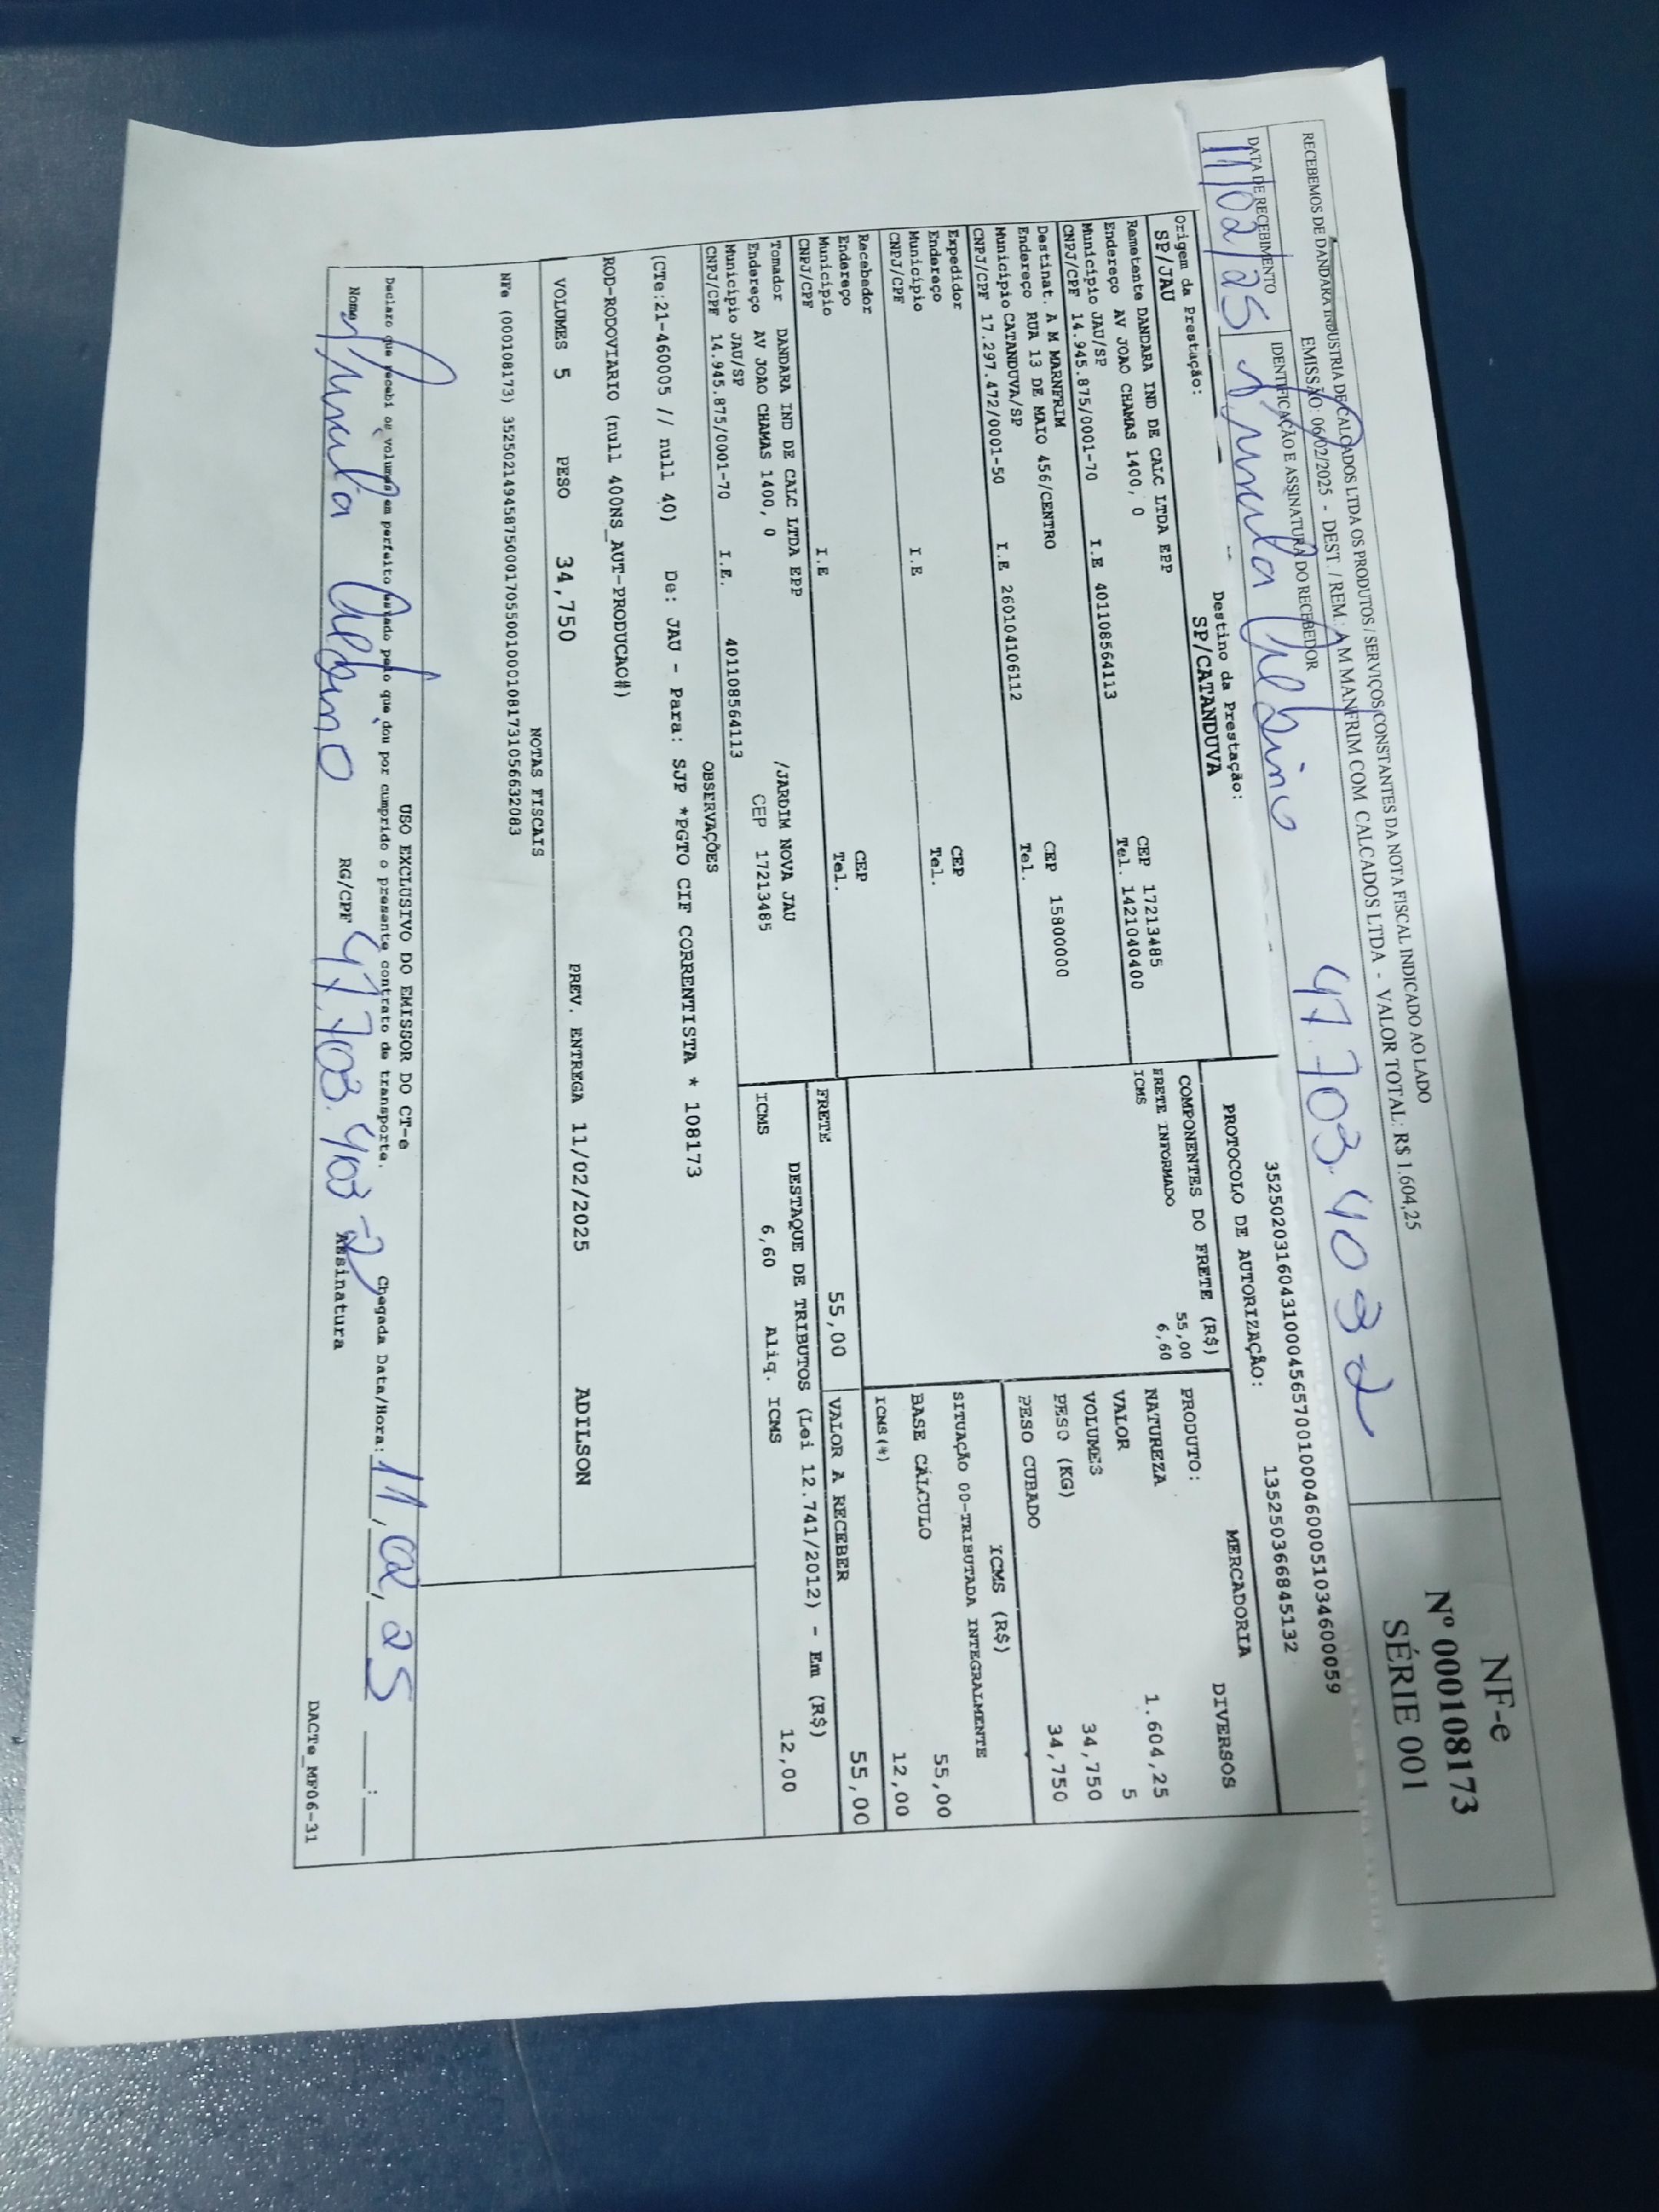 RECEBEMOS DE DANDARA INDUSTRIA DE CALÇADOS LTDA OS PRODUTOS / SERVIÇOS CONSTANTES DA NOTA FISCAL INDICADO AO LADO
EMISSÃO: 06/02/2025 - DEST / REM.: A M MANFRIM COM CALCADOS LTDA - VALOR TOTAL: R$ 1.604,25
NF-e
Nº 000108173
SÉRIE 001
DATA DE RECEBIMENTO
IDENTIFICAÇÃO E ASSINATURA DO RECEBEDOR
11/02/25
47.703.403 2
35250203160431000456570010004600051034600059
135250366845132
Origem da Prestação:
SP/JAU
Destino da Prestação:
SP/CATANDUVA
PROTOCOLO DE AUTORIZAÇÃO:
Remetente DANDARA IND DE CALC LTDA EPP
Endereço AV JOAO CHAMAS 1400, 0 CEP 17213485
Município JAU/SP Tel. 1421040400
CNPJ/CPF 14.945.875/0001-70 I.E 401108564113
Destinat. A M MARNFRIM
Endereço RUA 13 DE MAIO 456/CENTRO CEP 15800000
Município CATANDUVA/SP Tel.
CNPJ/CPF 17.297.472/0001-50 I.E 260104106112
Expedidor
Endereço CEP
Município Tel.
CNPJ/CPF I.E
Recebedor
Endereço CEP
Município Tel.
CNPJ/CPF I.E
Tomador DANDARA IND DE CALC LTDA EPP
Endereço AV JOAO CHAMAS 1400, 0 /JARDIM NOVA JAU
Município JAU/SP CEP 17213485
CNPJ/CPF 14.945.875/0001-70 I.E. 401108564113
COMPONENTES DO FRETE (R$)
FRETE INFORMADO 55,00
ICMS 6,60
MERCADORIA
PRODUTO: DIVERSOS
NATUREZA
VALOR 1.604,25
VOLUMES 5
PESO (KG) 34,750
PESO CUBADO 34,750
ICMS (R$)
SITUAÇÃO 00-TRIBUTADA INTEGRALMENTE
BASE CÁLCULO 55,00
ICMS(%) 12,00
FRETE 55,00
VALOR A RECEBER 55,00
DESTAQUE DE TRIBUTOS (Lei 12.741/2012) - Em (R$)
ICMS 6,60 Aliq. ICMS 12,00
OBSERVAÇÕES
(CTe:21-460005 // null 40) De: JAU - Para: SJP *PGTO CIF CORRENTISTA * 108173
ROD-RODOVIARIO (null 400NS_AUT-PRODUCAO#)
VOLUMES 5 PESO 34,750 PREV. ENTREGA 11/02/2025 ADILSON
NOTAS FISCAIS
NFe (000108173) 35250214945875000170550010001081731056632083
USO EXCLUSIVO DO EMISSOR DO CT-e
Declaro que recebi os volumes em perfeito estado pelo que dou por cumprido o presente contrato de transporte. Chegada Data/Hora: 11/02/25 __:__
Nome RG/CPF 47.703.403 2 Assinatura
DACTe_MF06-31